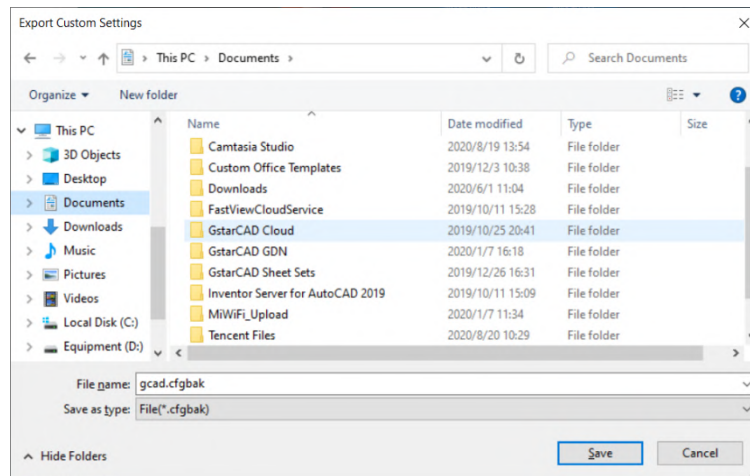 Export Custom Settings
This PC > Documents >
Search Documents
Organize
New folder
Name Date modified Type Size
This PC
3D Objects
Desktop
Documents
Downloads
Music
Pictures
Videos
Local Disk (C:)
Equipment (D:)
Camtasia Studio 2020/8/19 13:54 File folder
Custom Office Templates 2019/12/3 10:38 File folder
Downloads 2020/6/1 11:04 File folder
FastViewCloudService 2019/10/11 15:28 File folder
GstarCAD Cloud 2019/10/25 20:41 File folder
GstarCAD GDN 2020/1/7 16:18 File folder
GstarCAD Sheet Sets 2019/12/26 16:31 File folder
Inventor Server for AutoCAD 2019 2019/10/11 15:09 File folder
MiWiFi_Upload 2020/1/7 11:34 File folder
Tencent Files 2020/8/20 10:29 File folder
File name: gcad.cfgbak
Save as type: File(*.cfgbak)
Hide Folders
Save
Cancel